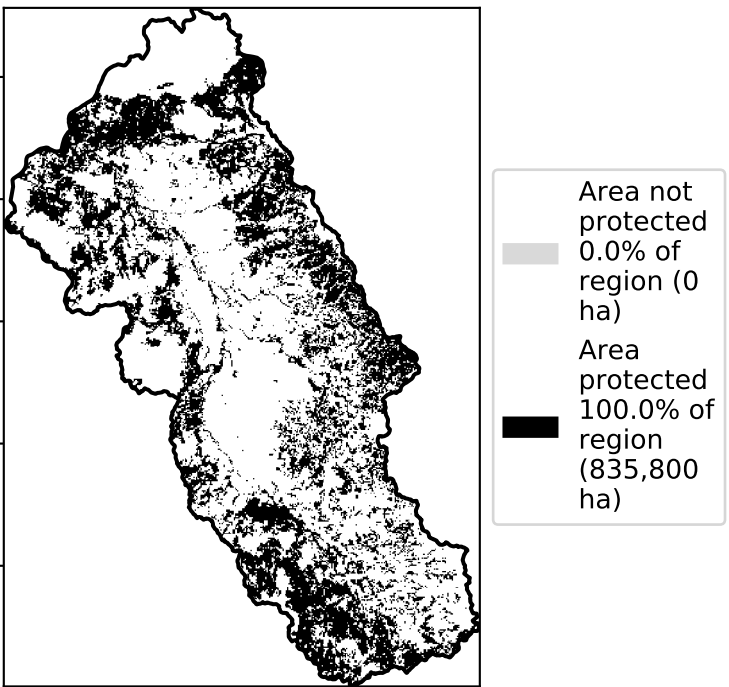 Area not
protected
0.0% of
region (0
ha)
Area
protected
100.0% of
region
(835,800
ha)